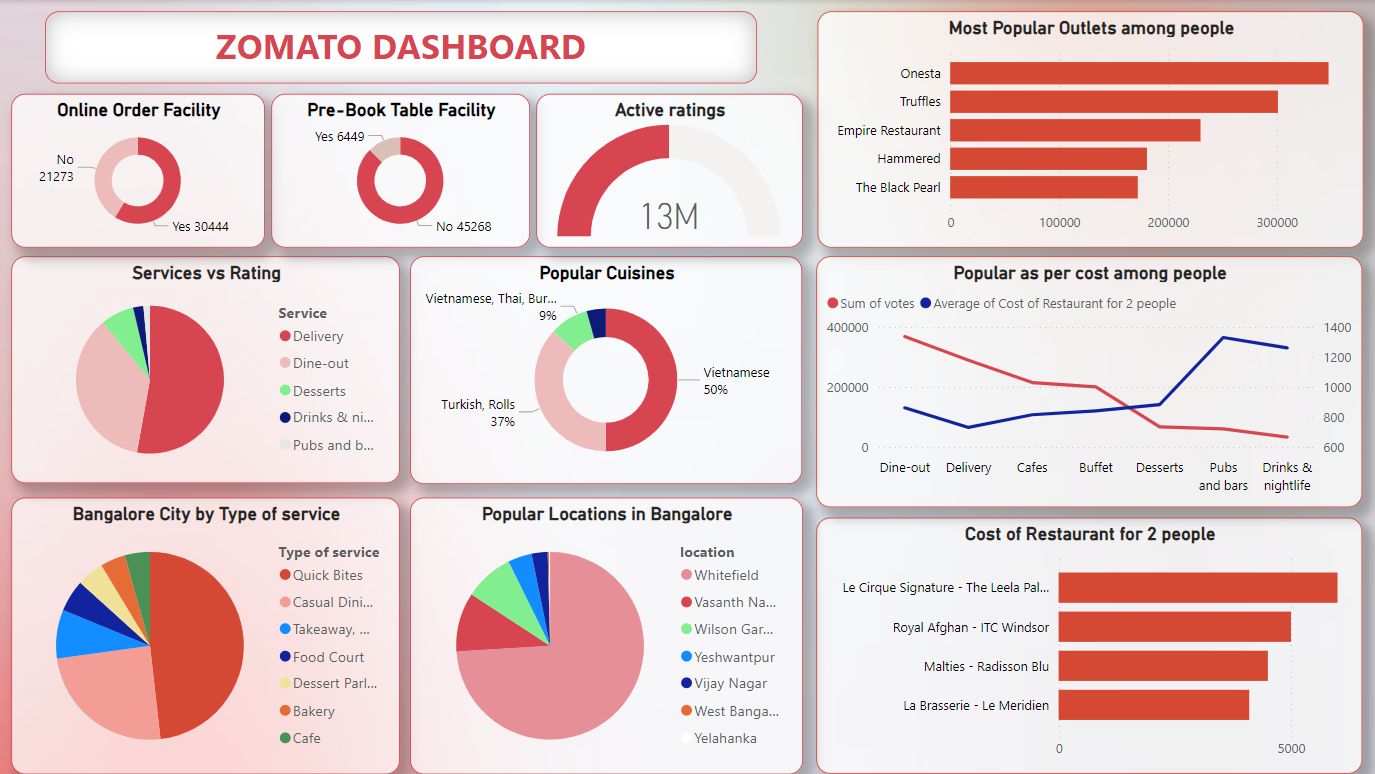 ZOMATO DASHBOARD
Online Order Facility
No
21273
Yes 30444
Pre-Book Table Facility
Yes 6449
No 45268
Active ratings
13M
Most Popular Outlets among people
Onesta
Truffles
Empire Restaurant
Hammered
The Black Pearl
0 100000 200000 300000
Services vs Rating
Service
Delivery
Dine-out
Desserts
Drinks & ni...
Pubs and b...
Popular Cuisines
Vietnamese, Thai, Bur...
9%
Vietnamese
50%
Turkish, Rolls
37%
Popular as per cost among people
Sum of votes Average of Cost of Restaurant for 2 people
400000
200000
0
1400
1200
1000
800
600
Dine-out Delivery Cafes Buffet Desserts Pubs and bars Drinks & nightlife
Bangalore City by Type of service
Type of service
Quick Bites
Casual Dini...
Takeaway, ...
Food Court
Dessert Parl...
Bakery
Cafe
Popular Locations in Bangalore
location
Whitefield
Vasanth Na...
Wilson Gar...
Yeshwantpur
Vijay Nagar
West Banga...
Yelahanka
Cost of Restaurant for 2 people
Le Cirque Signature - The Leela Pal...
Royal Afghan - ITC Windsor
Malties - Radisson Blu
La Brasserie - Le Meridien
0 5000